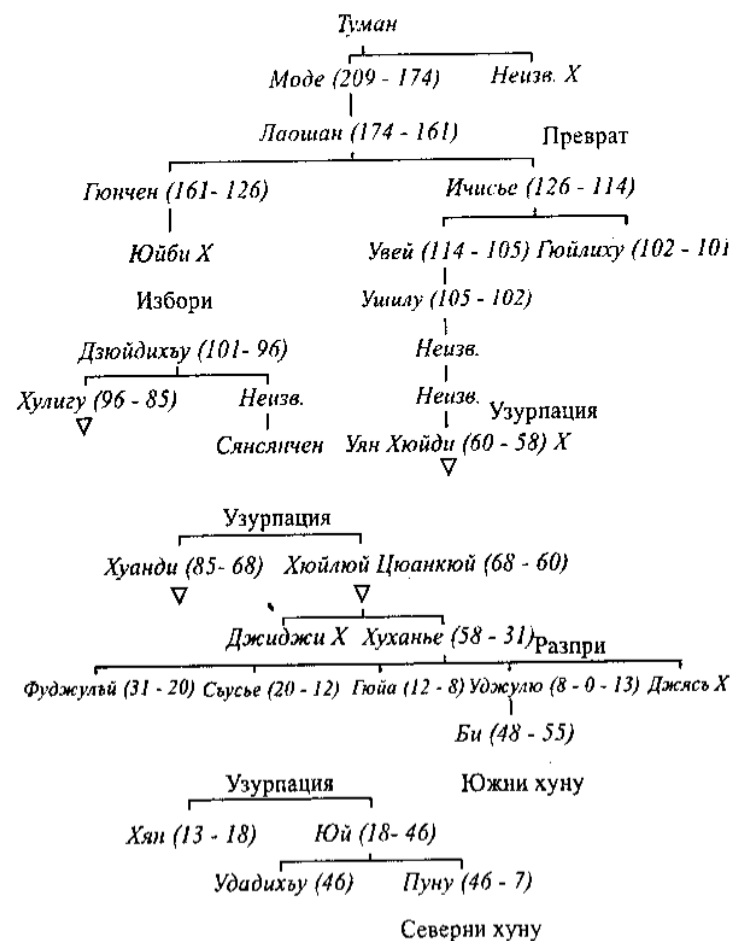 Туман
Моде (209 - 174) Неизв. Х
Лаошан (174 - 161) Преврат
Гюнчен (161- 126) Ичисье (126 - 114)
Юйби Х Увей (114 - 105) Гюйлиху (102 - 101
Избори Ушилу (105 - 102)
Дзюйдихъу (101- 96) Неизв.
Хулигу (96 - 85) Неизв. Неизв. Узурпация
Сянсянчен Уян Хюйди (60 - 58) Х
Узурпация
Хуанди (85- 68) Хюйлюй Цюанкюй (68 - 60)
Джиджи Х Хуханье (58 - 31) Разпри
Фуджулъй (31 - 20) Съусье (20 - 12) Гюйа (12 - 8) Уджулю (8 - 0 - 13) Джясъ Х
Би (48 - 55)
Узурпация Южни хуну
Хян (13 - 18) Юй (18- 46)
Удадихъу (46) Пуну (46 - ?)
Северни хуну